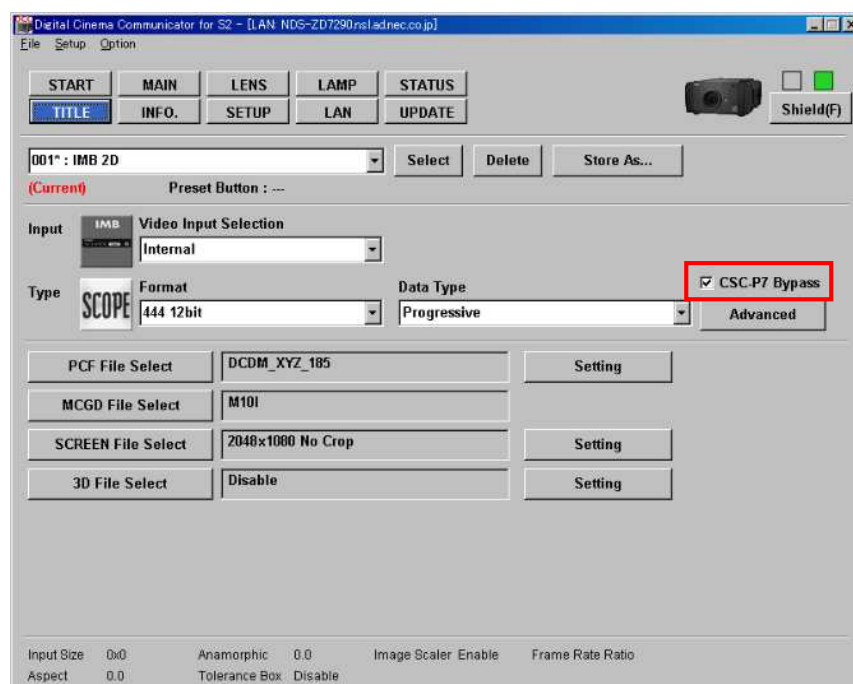 Digital Cinema Communicator for S2 - [LAN: NDS-ZD7290.nsl.ad.nec.co.jp]
File Setup Option
START MAIN LENS LAMP STATUS
TITLE INFO. SETUP LAN UPDATE
Shield(F)
001* : IMB 2D Select Delete Store As...
(Current) Preset Button : ---
Input IMB Video Input Selection
Internal
Type SCOPE Format Data Type CSC-P7 Bypass
444 12bit Progressive Advanced
PCF File Select DCDM_XYZ_185 Setting
MCGD File Select M10I
SCREEN File Select 2048x1080 No Crop Setting
3D File Select Disable Setting
Input Size 0x0 Anamorphic 0.0 Image Scaler Enable Frame Rate Ratio
Aspect 0.0 Tolerance Box Disable